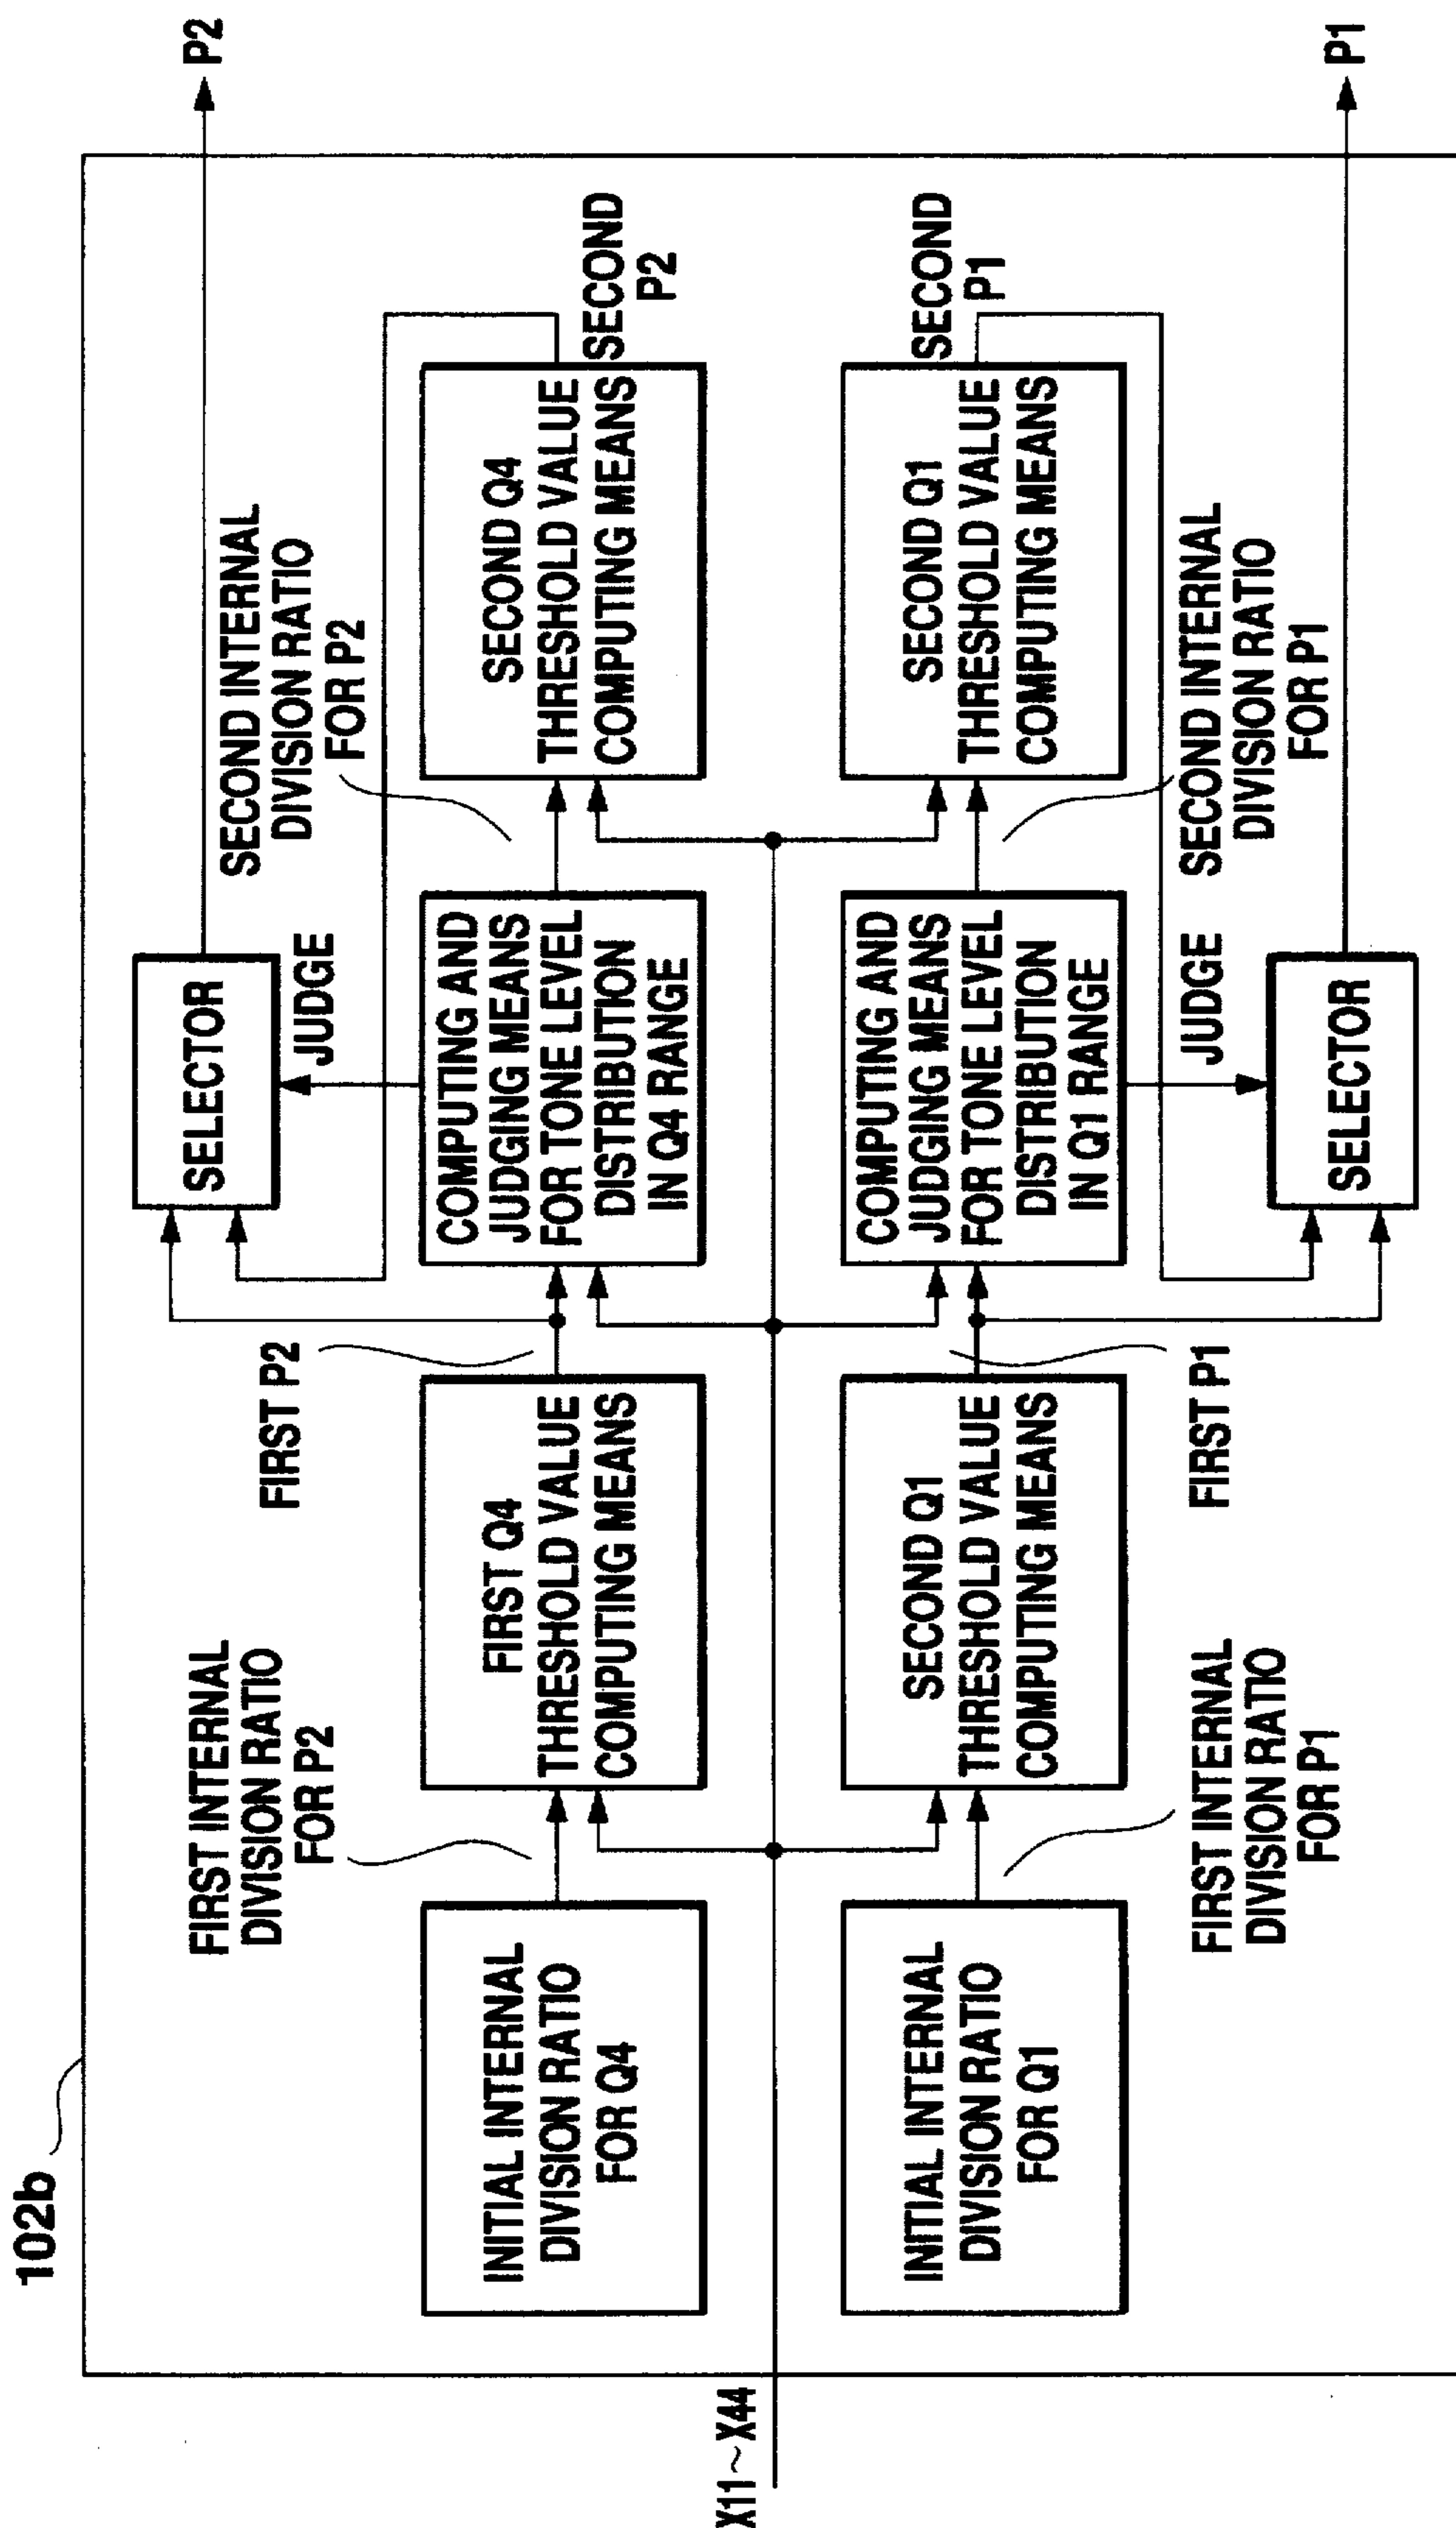 102b
X11~X44
P2
P1
SELECTOR
JUDGE
SECOND INTERNAL
DIVISION RATIO
FOR P2
FIRST P2
FIRST INTERNAL
DIVISION RATIO
FOR P2
INITIAL INTERNAL
DIVISION RATIO
FOR Q4
FIRST Q4
THRESHOLD VALUE
COMPUTING MEANS
COMPUTING AND
JUDGING MEANS
FOR TONE LEVEL
DISTRIBUTION
IN Q4 RANGE
SECOND Q4
THRESHOLD VALUE
COMPUTING MEANS
SECOND
P2
INITIAL INTERNAL
DIVISION RATIO
FOR Q1
SECOND Q1
THRESHOLD VALUE
COMPUTING MEANS
COMPUTING AND
JUDGING MEANS
FOR TONE LEVEL
DISTRIBUTION
IN Q1 RANGE
SECOND Q1
THRESHOLD VALUE
COMPUTING MEANS
SECOND
P1
FIRST INTERNAL
DIVISION RATIO
FOR P1
FIRST P1
JUDGE
SECOND INTERNAL
DIVISION RATIO
FOR P1
SELECTOR